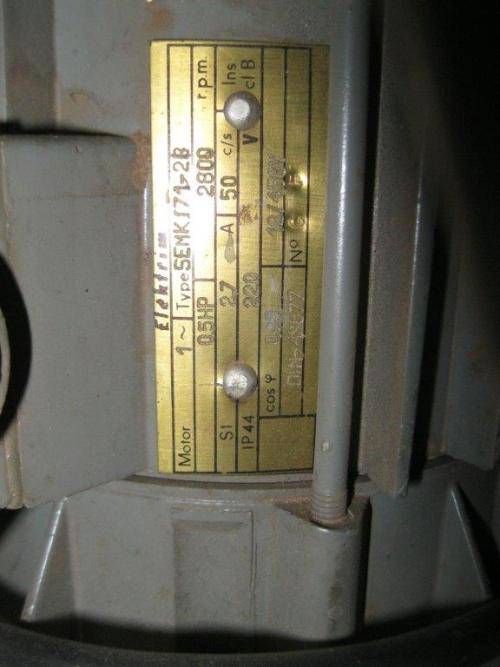 Elektrim
Motor 1~ Type SEMKf71-2B
0.5HP 2800 r.p.m.
S1 2.7 A 50 c/s Ins cl B
IP44 220 V
cos φ
Nº